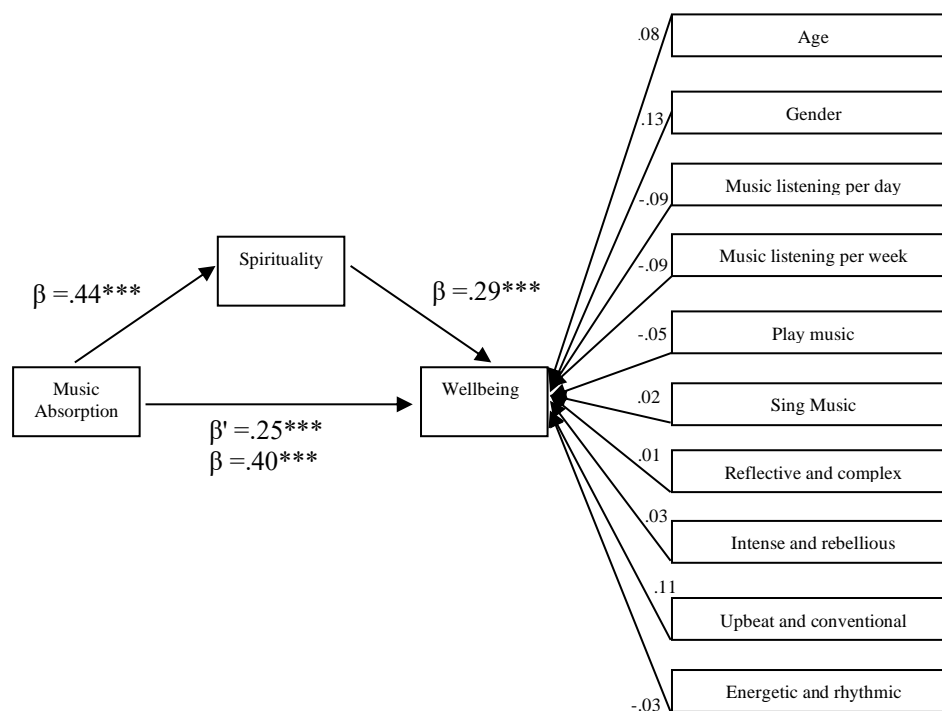 .08
Age
.13
Gender
-.09
Music listening per day
-.09
Music listening per week
-.05
Play music
.02
Sing Music
.01
Reflective and complex
.03
Intense and rebellious
.11
Upbeat and conventional
-.03
Energetic and rhythmic
Spirituality
β =.44***
β =.29***
Music
Absorption
Wellbeing
β' =.25***
β =.40***